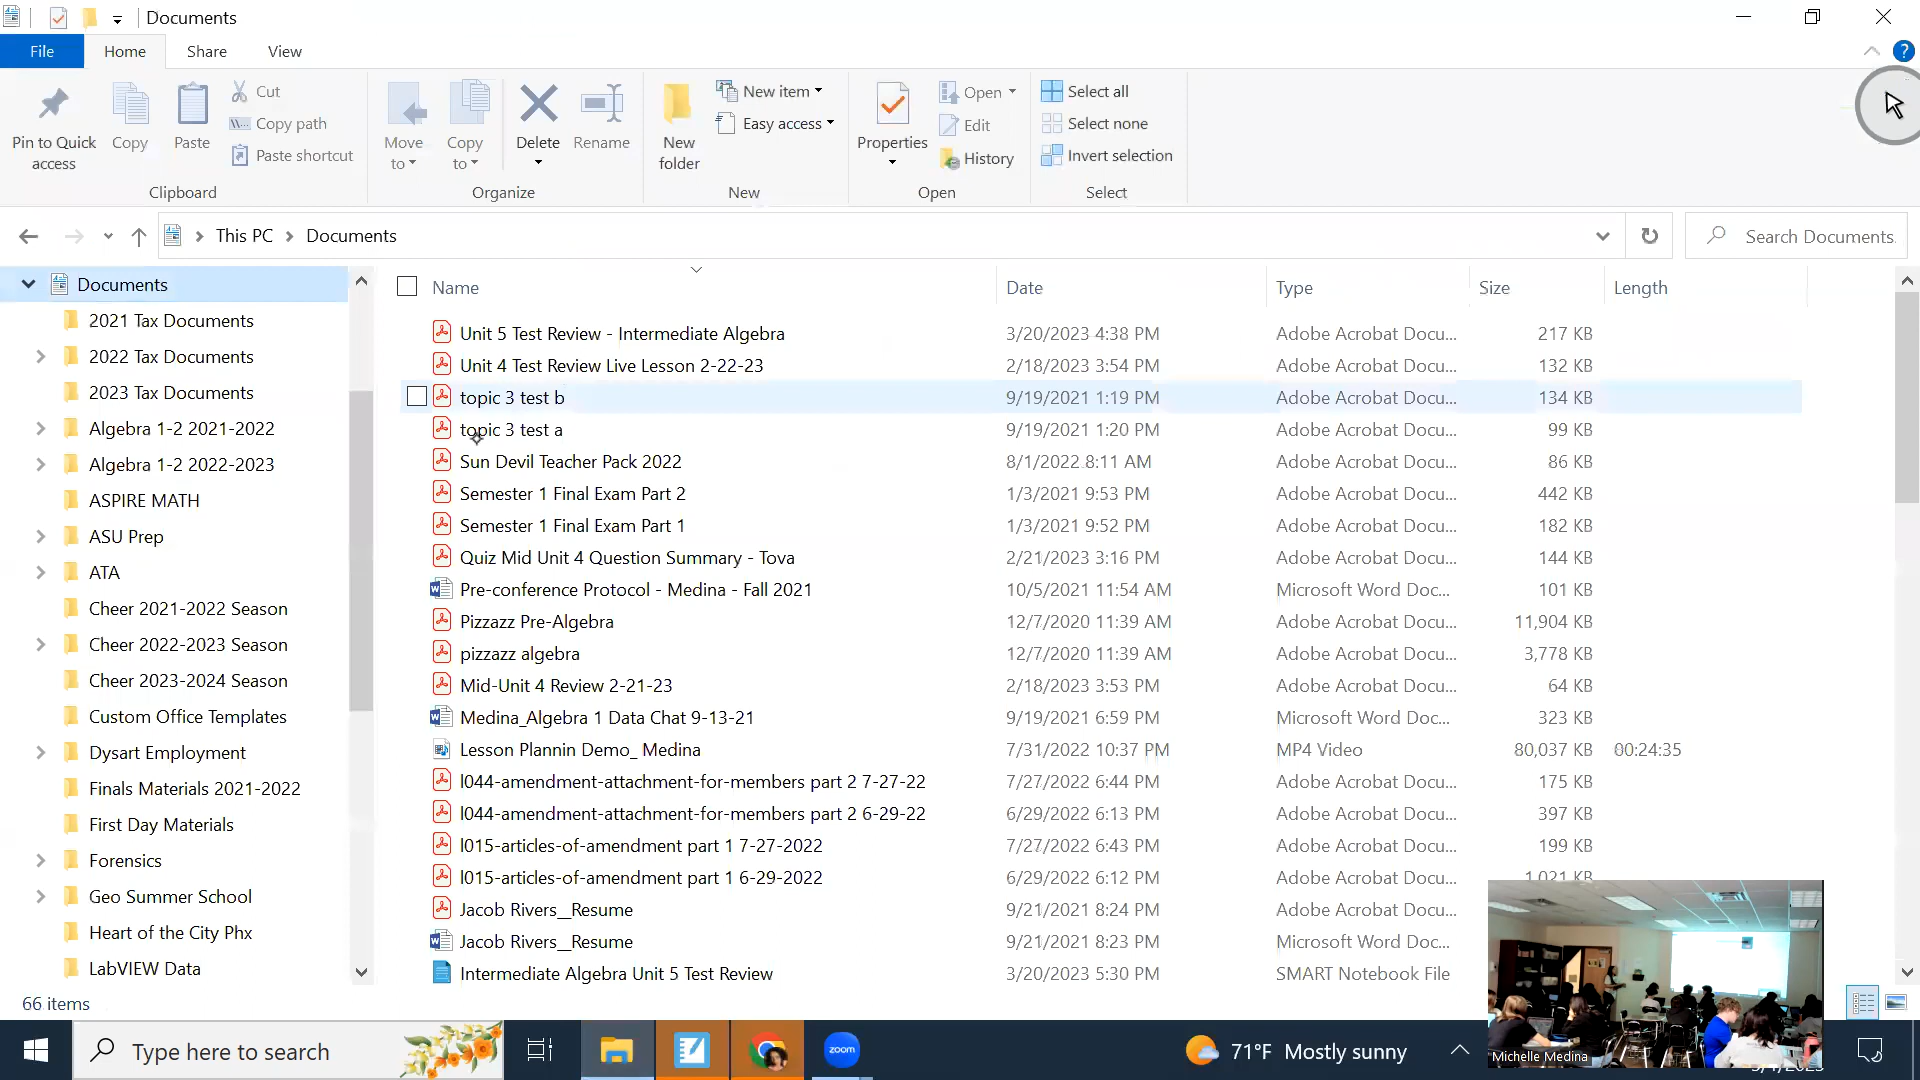 Documents
File Home Share View
Pin to Quick access
Copy
Paste
Cut
Copy path
Paste shortcut
Clipboard
Move to
Copy to
Delete
Rename
Organize
New folder
New item
Easy access
New
Properties
Open
Edit
History
Open
Select all
Select none
Invert selection
Select
This PC Documents
Search Documents
Documents
2021 Tax Documents
2022 Tax Documents
2023 Tax Documents
Algebra 1-2 2021-2022
Algebra 1-2 2022-2023
ASPIRE MATH
ASU Prep
ATA
Cheer 2021-2022 Season
Cheer 2022-2023 Season
Cheer 2023-2024 Season
Custom Office Templates
Dysart Employment
Finals Materials 2021-2022
First Day Materials
Forensics
Geo Summer School
Heart of the City Phx
LabVIEW Data
Name Date Type Size Length
Unit 5 Test Review - Intermediate Algebra 3/20/2023 4:38 PM Adobe Acrobat Docu... 217 KB
Unit 4 Test Review Live Lesson 2-22-23 2/18/2023 3:54 PM Adobe Acrobat Docu... 132 KB
topic 3 test b 9/19/2021 1:19 PM Adobe Acrobat Docu... 134 KB
topic 3 test a 9/19/2021 1:20 PM Adobe Acrobat Docu... 99 KB
Sun Devil Teacher Pack 2022 8/1/2022 8:11 AM Adobe Acrobat Docu... 86 KB
Semester 1 Final Exam Part 2 1/3/2021 9:53 PM Adobe Acrobat Docu... 442 KB
Semester 1 Final Exam Part 1 1/3/2021 9:52 PM Adobe Acrobat Docu... 182 KB
Quiz Mid Unit 4 Question Summary - Tova 2/21/2023 3:16 PM Adobe Acrobat Docu... 144 KB
Pre-conference Protocol - Medina - Fall 2021 10/5/2021 11:54 AM Microsoft Word Doc... 101 KB
Pizzazz Pre-Algebra 12/7/2020 11:39 AM Adobe Acrobat Docu... 11,904 KB
pizzazz algebra 12/7/2020 11:39 AM Adobe Acrobat Docu... 3,778 KB
Mid-Unit 4 Review 2-21-23 2/18/2023 3:53 PM Adobe Acrobat Docu... 64 KB
Medina_Algebra 1 Data Chat 9-13-21 9/19/2021 6:59 PM Microsoft Word Doc... 323 KB
Lesson Plannin Demo_ Medina 7/31/2022 10:37 PM MP4 Video 80,037 KB 00:24:35
l044-amendment-attachment-for-members part 2 7-27-22 7/27/2022 6:44 PM Adobe Acrobat Docu... 175 KB
l044-amendment-attachment-for-members part 2 6-29-22 6/29/2022 6:13 PM Adobe Acrobat Docu... 397 KB
l015-articles-of-amendment part 1 7-27-2022 7/27/2022 6:43 PM Adobe Acrobat Docu... 199 KB
l015-articles-of-amendment part 1 6-29-2022 6/29/2022 6:12 PM Adobe Acrobat Docu... 1,021 KB
Jacob Rivers__Resume 9/21/2021 8:24 PM Adobe Acrobat Docu...
Jacob Rivers__Resume 9/21/2021 8:23 PM Microsoft Word Doc...
Intermediate Algebra Unit 5 Test Review 3/20/2023 5:30 PM SMART Notebook File
66 items
Type here to search
zoom
71°F Mostly sunny
Michelle Medina